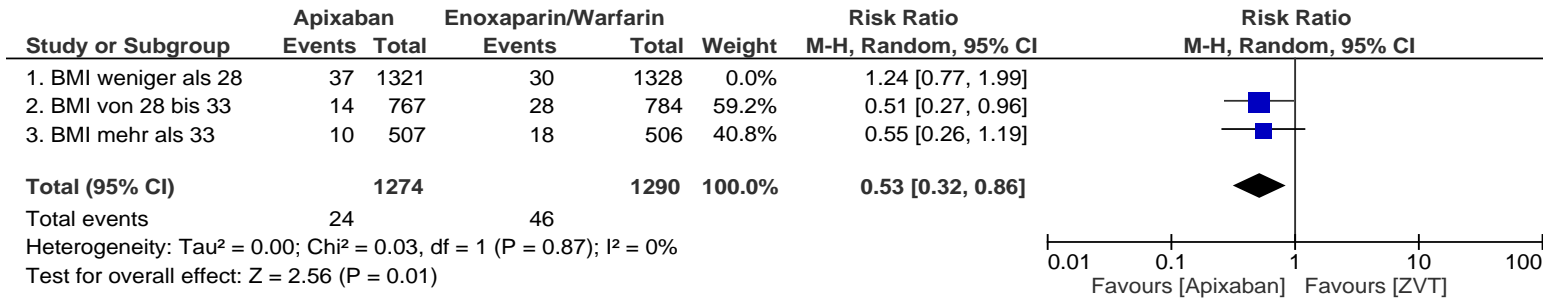 Apixaban Enoxaparin/Warfarin Risk Ratio Risk Ratio
Study or Subgroup Events Total Events Total Weight M-H, Random, 95% CI M-H, Random, 95% CI
1. BMI weniger als 28 37 1321 30 1328 0.0% 1.24 [0.77, 1.99]
2. BMI von 28 bis 33 14 767 28 784 59.2% 0.51 [0.27, 0.96]
3. BMI mehr als 33 10 507 18 506 40.8% 0.55 [0.26, 1.19]
Total (95% CI) 1274 1290 100.0% 0.53 [0.32, 0.86]
Total events 24 46
Heterogeneity: Tau² = 0.00; Chi² = 0.03, df = 1 (P = 0.87); I² = 0%
Test for overall effect: Z = 2.56 (P = 0.01)
0.01 0.1 1 10 100
Favours [Apixaban] Favours [ZVT]